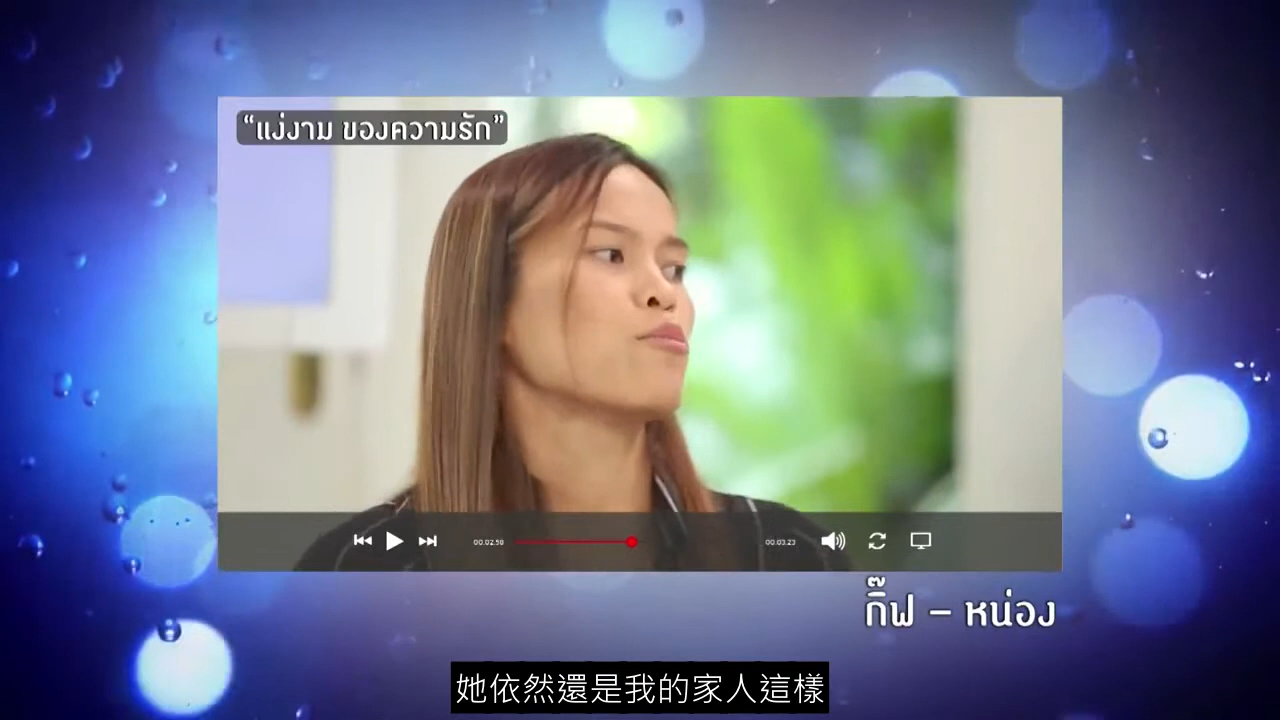 “แง่งาม ของความรัก”
00.02.50
00.03.23
กิ๊ฟ – หน่อง
她依然還是我的家人這樣